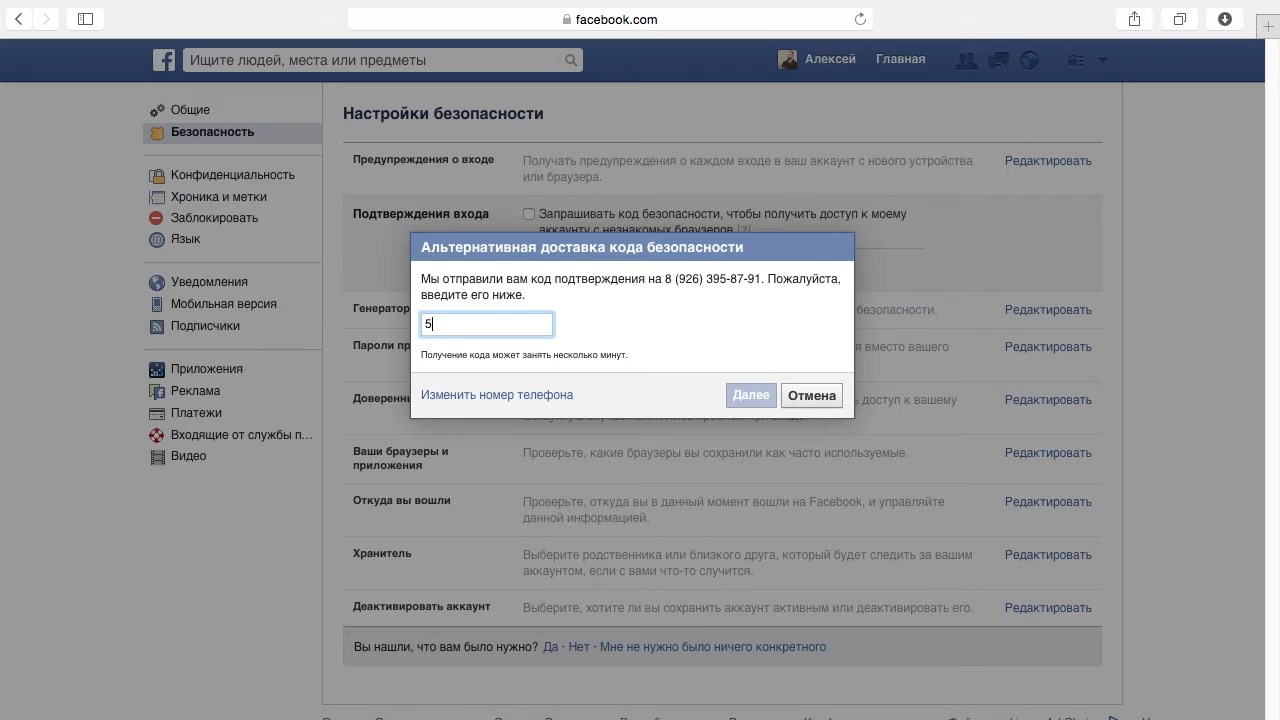 facebook.com
Ищите людей, места или предметы
Алексей
Главная
Общие
Безопасность
Конфиденциальность
Хроника и метки
Заблокировать
Язык
Уведомления
Мобильная версия
Подписчики
Приложения
Реклама
Платежи
Входящие от службы п...
Видео
Настройки безопасности
Предупреждения о входе
Получать предупреждения о каждом входе в ваш аккаунт с нового устройства
или браузера.
Редактировать
Подтверждения входа
Запрашивать код безопасности, чтобы получить доступ к моему
аккаунту с незнакомых браузеров [?]
Альтернативная доставка кода безопасности
Мы отправили вам код подтверждения на 8 (926) 395-87-91. Пожалуйста,
введите его ниже.
5
Получение кода может занять несколько минут.
Изменить номер телефона
Далее
Отмена
Генератор
безопасности.
Редактировать
Пароли пр
я вместо вашего
Редактировать
Доверенны
ь доступ к вашему
Редактировать
Ваши браузеры и
приложения
Проверьте, какие браузеры вы сохранили как часто используемые.
Редактировать
Откуда вы вошли
Проверьте, откуда вы в данный момент вошли на Facebook, и управляйте
данной информацией.
Редактировать
Хранитель
Выберите родственника или близкого друга, который будет следить за вашим
аккаунтом, если с вами что-то случится.
Редактировать
Деактивировать аккаунт
Выберите, хотите ли вы сохранить аккаунт активным или деактивировать его.
Редактировать
Вы нашли, что вам было нужно? Да · Нет · Мне не нужно было ничего конкретного